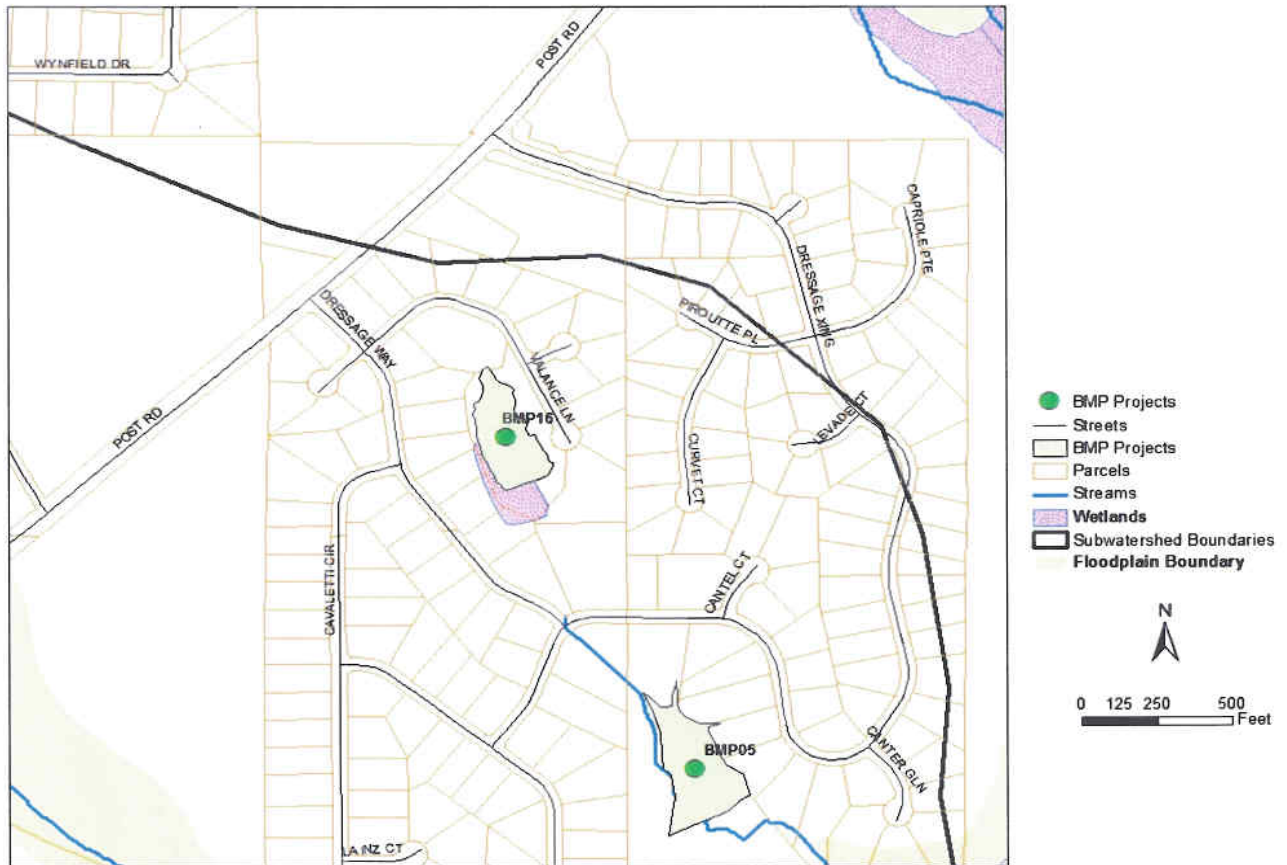 POST RD
WYNFIELD DR
CAPRIOLE PTE
DRESSAGE XING
DRESSAGE WAY
PIROUTTE PL
VALANCE LN
BMP16
LEVADE CT
POST RD
CURVET CT
CAVALETTI CIR
CANTEL CT
BMP05
CANTER GLN
LAINZ CT
BMP Projects
Streets
BMP Projects
Parcels
Streams
Wetlands
Subwatershed Boundaries
Floodplain Boundary
N
0 125 250 500
Feet